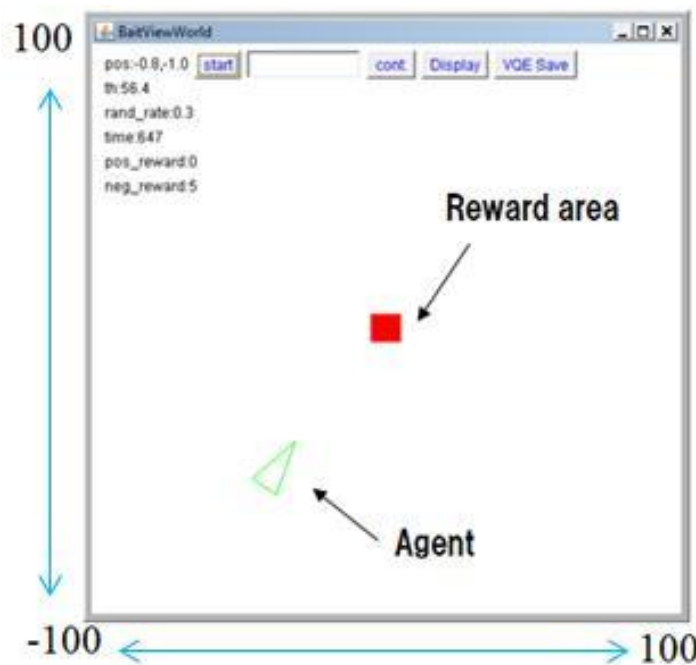 100
BaitViewWorld
pos:-0.8,-1.0 start cont. Display VQE Save
th:56.4
rand_rate:0.3
time:647
pos_reward:0
neg_reward:5
Reward area
Agent
-100
100